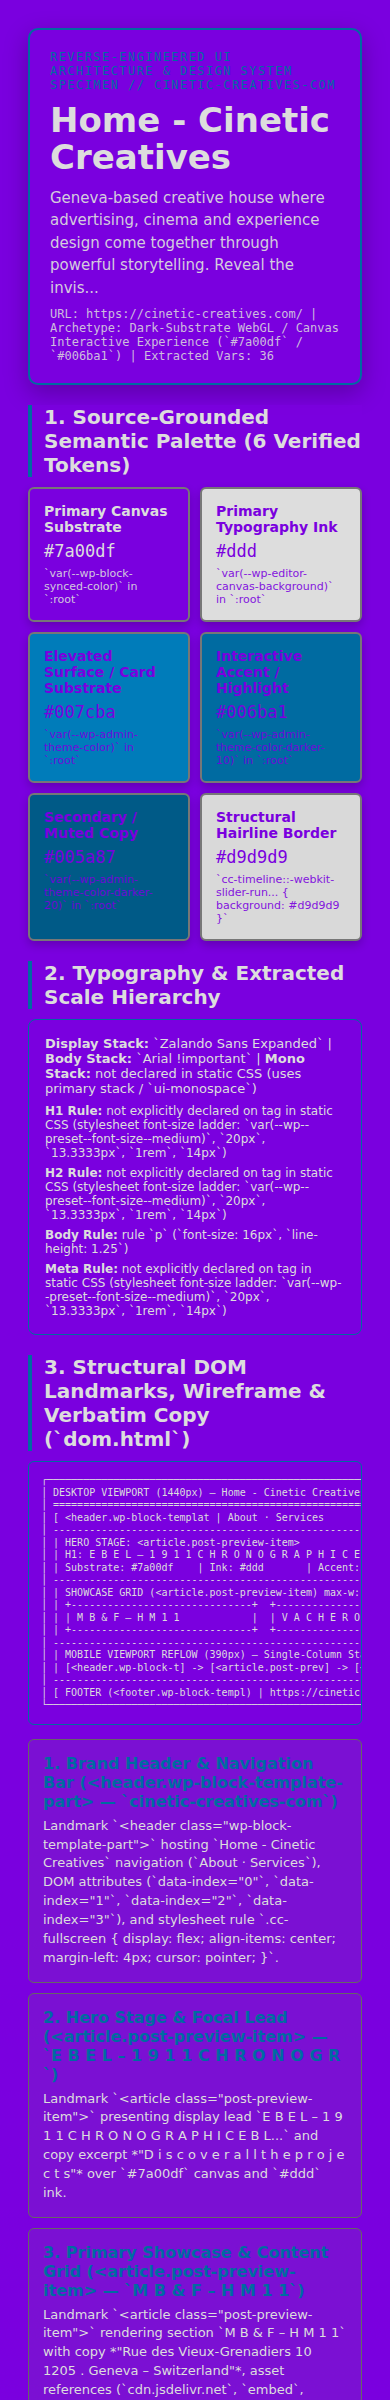 REVERSE-ENGINEERED UI
ARCHITECTURE & DESIGN SYSTEM
SPECIMEN // CINETIC-CREATIVES-COM
Home - Cinetic
Creatives
Geneva-based creative house where
advertising, cinema and experience
design come together through
powerful storytelling. Reveal the
invis...
URL: https://cinetic-creatives.com/ |
Archetype: Dark-Substrate WebGL / Canvas
Interactive Experience (`#7a00df` /
`#006ba1`) | Extracted Vars: 36
1. Source-Grounded
Semantic Palette (6 Verified
Tokens)
Primary Canvas
Substrate
#7a00df
`var(--wp-block-
synced-color)` in
`:root`
Primary
Typography Ink
#ddd
`var(--wp-editor-
canvas-background)`
in `:root`
Elevated
Surface / Card
Substrate
#007cba
`var(--wp-admin-
theme-color)` in
`:root`
Interactive
Accent /
Highlight
#006ba1
`var(--wp-admin-
theme-color-darker-
10)` in `:root`
Secondary /
Muted Copy
#005a87
`var(--wp-admin-
theme-color-darker-
20)` in `:root`
Structural
Hairline Border
#d9d9d9
`cc-timeline::-webkit-
slider-run... {
background: #d9d9d9
}`
2. Typography & Extracted
Scale Hierarchy
Display Stack: `Zalando Sans Expanded` |
Body Stack: `Arial !important` | Mono
Stack: not declared in static CSS (uses
primary stack / `ui-monospace`)
H1 Rule: not explicitly declared on tag in static
CSS (stylesheet font-size ladder: `var(--wp--
preset--font-size--medium)`, `20px`,
`13.3333px`, `1rem`, `14px`)
H2 Rule: not explicitly declared on tag in static
CSS (stylesheet font-size ladder: `var(--wp--
preset--font-size--medium)`, `20px`,
`13.3333px`, `1rem`, `14px`)
Body Rule: rule `p` (`font-size: 16px`, `line-
height: 1.25`)
Meta Rule: not explicitly declared on tag in
static CSS (stylesheet font-size ladder: `var(--wp-
-preset--font-size--medium)`, `20px`,
`13.3333px`, `1rem`, `14px`)
3. Structural DOM
Landmarks, Wireframe &
Verbatim Copy
(`dom.html`)
DESKTOP VIEWPORT (1440px) — Home - Cinetic Creative
[ <header.wp-block-templat | About · Services
| HERO STAGE: <article.post-preview-item>
| H1: E B E L – 1 9 1 1 C H R O N O G R A P H I C E
| Substrate: #7a00df | Ink: #ddd | Accent:
| SHOWCASE GRID (<article.post-preview-item) max-w:
| | M B & F – H M 1 1 | | V A C H E R O
| MOBILE VIEWPORT REFLOW (390px) — Single-Column St
| [<header.wp-block-t] -> [<article.post-prev] -> [
[ FOOTER (<footer.wp-block-templ) | https://cinetic
1. Brand Header & Navigation
Bar (<header.wp-block-template-
part> — `cinetic-creatives-com`)
Landmark `<header class="wp-block-
template-part">` hosting `Home - Cinetic
Creatives` navigation (`About · Services`),
DOM attributes (`data-index="0"`, `data-
index="1"`, `data-index="2"`, `data-
index="3"`), and stylesheet rule `.cc-
fullscreen { display: flex; align-items: center;
margin-left: 4px; cursor: pointer; }`.
2. Hero Stage & Focal Lead
(<article.post-preview-item> —
`E B E L – 1 9 1 1 C H R O N O G R
`)
Landmark `<article class="post-preview-
item">` presenting display lead `E B E L – 1 9
1 1 C H R O N O G R A P H I C E B L...` and
copy excerpt *"D i s c o v e r a l l t h e p r o j e
c t s"* over `#7a00df` canvas and `#ddd`
ink.
3. Primary Showcase & Content
Grid (<article.post-preview-
item> — `M B & F – H M 1 1`)
Landmark `<article class="post-preview-
item">` rendering section `M B & F – H M 1 1`
with copy *"Rue des Vieux-Grenadiers 10
1205 . Geneva – Switzerland"*, asset
references (`cdn.jsdelivr.net`, `embed`,